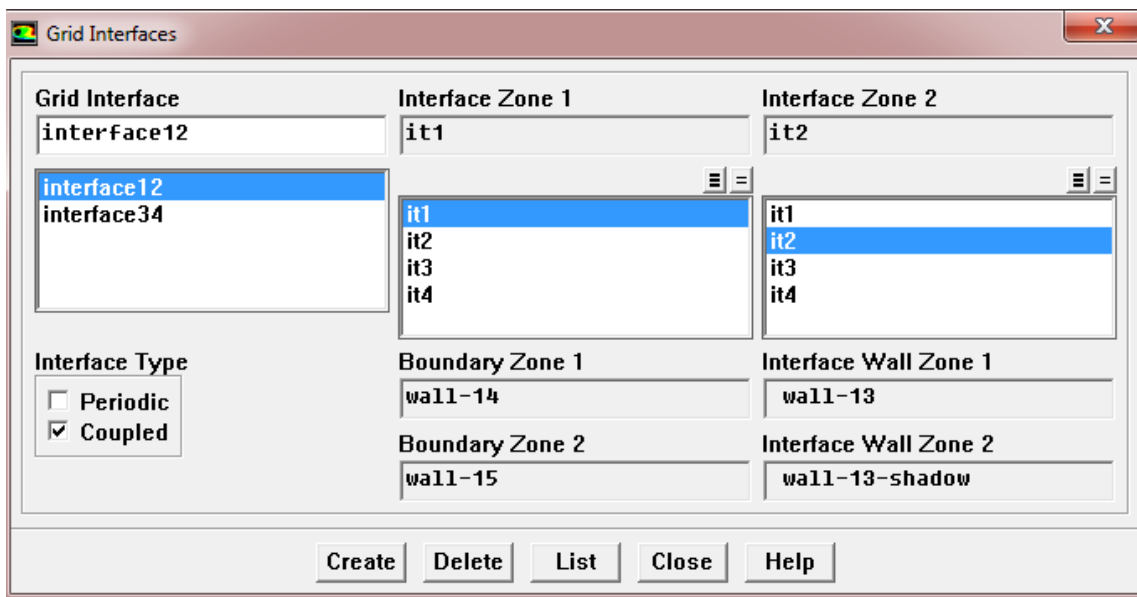 Grid Interfaces
Grid Interface
Interface Zone 1
Interface Zone 2
interface12
it1
it2
interface12
interface34
it1
it2
it3
it4
it1
it2
it3
it4
Interface Type
Periodic
Coupled
Boundary Zone 1
wall-14
Interface Wall Zone 1
wall-13
Boundary Zone 2
wall-15
Interface Wall Zone 2
wall-13-shadow
Create
Delete
List
Close
Help